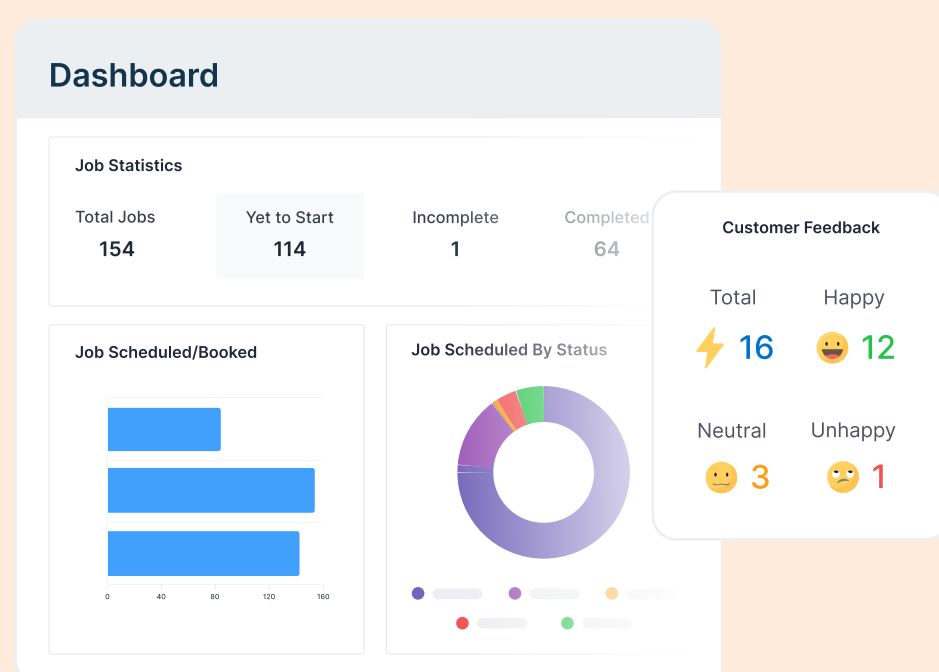 Dashboard
Job Statistics
Total Jobs Yet to Start Incomplete Completed
154 114 1 64
Customer Feedback
Total Happy
16 12
Neutral Unhappy
3 1
Job Scheduled/Booked
0 40 80 120 160
Job Scheduled By Status